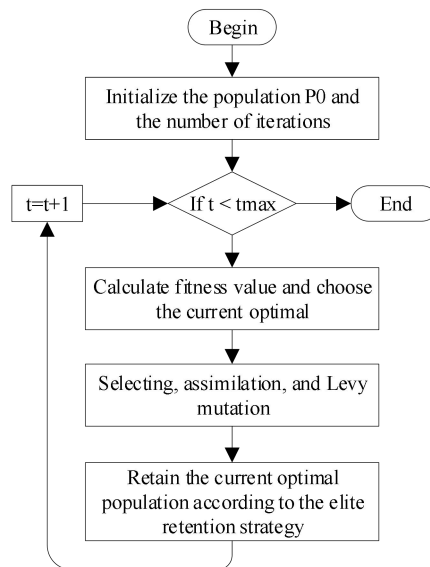 Begin
Initialize the population P0 and
the number of iterations
t=t+1
If t < tmax
End
Calculate fitness value and choose
the current optimal
Selecting, assimilation, and Levy
mutation
Retain the current optimal
population according to the elite
retention strategy